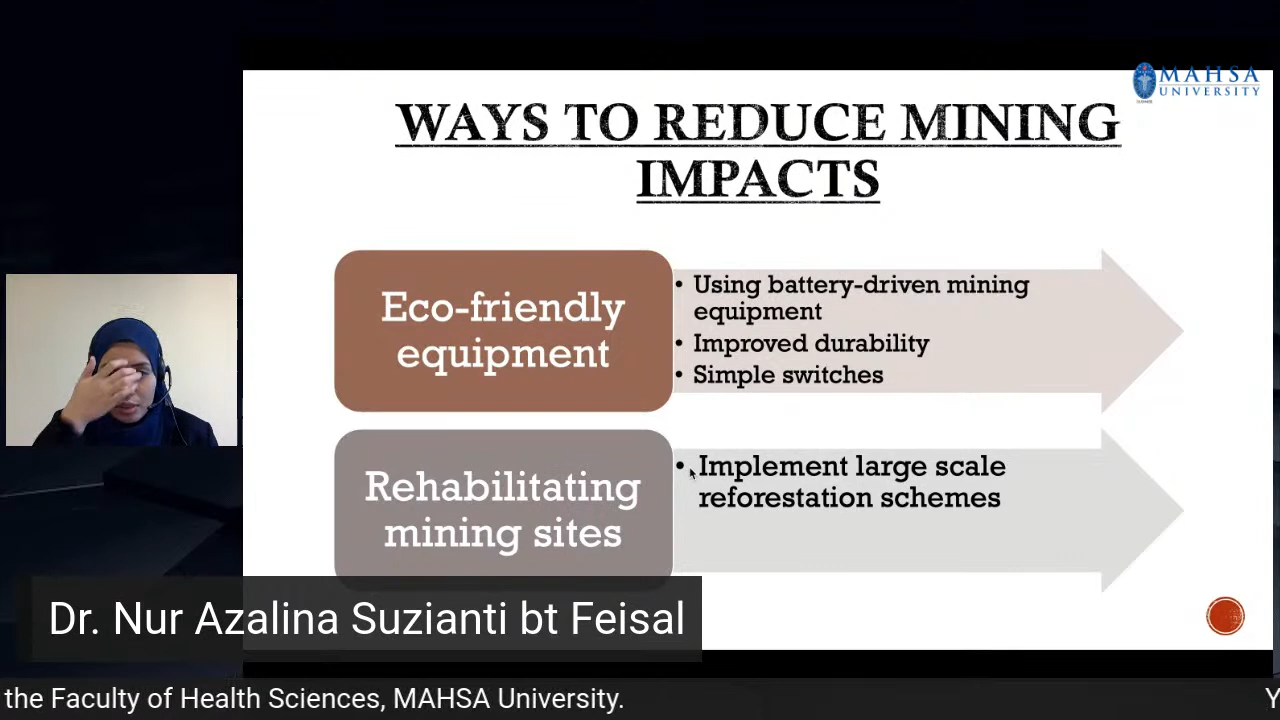 MAHSA
UNIVERSITY
WAYS TO REDUCE MINING
IMPACTS
Eco-friendly
equipment
• Using battery-driven mining
equipment
• Improved durability
• Simple switches
Rehabilitating
mining sites
• Implement large scale
reforestation schemes
Dr. Nur Azalina Suzianti bt Feisal
the Faculty of Health Sciences, MAHSA University.
Y